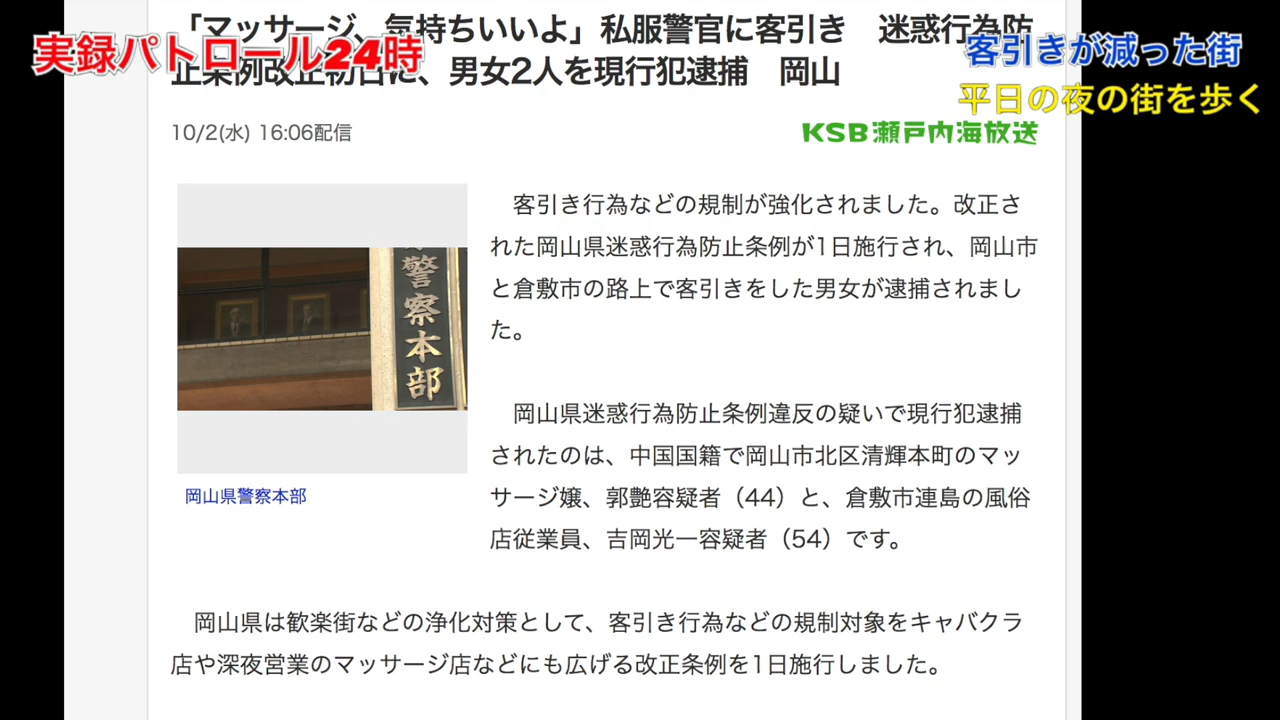 「マッサージ、気持ちいいよ」私服警官に客引き　迷惑行為防
止条例改正初日に、男女2人を現行犯逮捕　岡山
実録パトロール24時
客引きが減った街
平日の夜の街を歩く
10/2(水) 16:06配信
KSB瀬戸内海放送
客引き行為などの規制が強化されました。改正さ
れた岡山県迷惑行為防止条例が1日施行され、岡山市
と倉敷市の路上で客引きをした男女が逮捕されまし
た。
警察本部
岡山県警察本部
岡山県迷惑行為防止条例違反の疑いで現行犯逮捕
されたのは、中国国籍で岡山市北区清輝本町のマッ
サージ嬢、郭艶容疑者（44）と、倉敷市連島の風俗
店従業員、吉岡光一容疑者（54）です。
岡山県は歓楽街などの浄化対策として、客引き行為などの規制対象をキャバクラ
店や深夜営業のマッサージ店などにも広げる改正条例を1日施行しました。